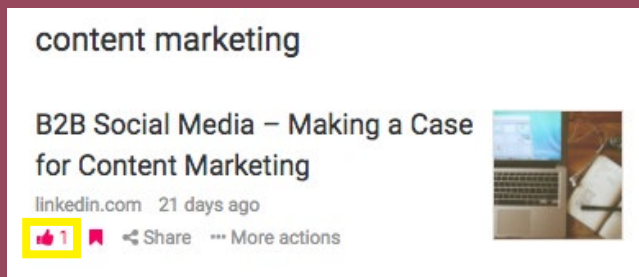 content marketing
B2B Social Media – Making a Case
for Content Marketing
linkedin.com 21 days ago
1 Share ··· More actions